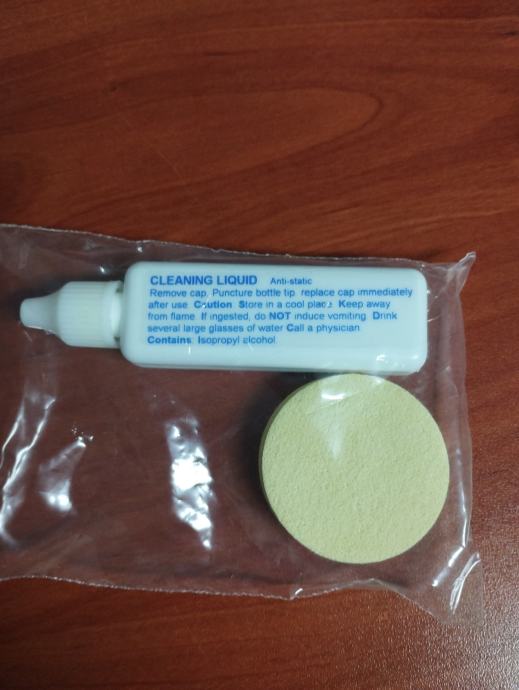 CLEANING LIQUID Anti-static
Remove cap. Puncture bottle tip, replace cap immediately
after use. Caution: Store in a cool place. Keep away
from flame. If ingested, do NOT induce vomiting. Drink
several large glasses of water Call a physician.
Contains: Isopropyl alcohol.